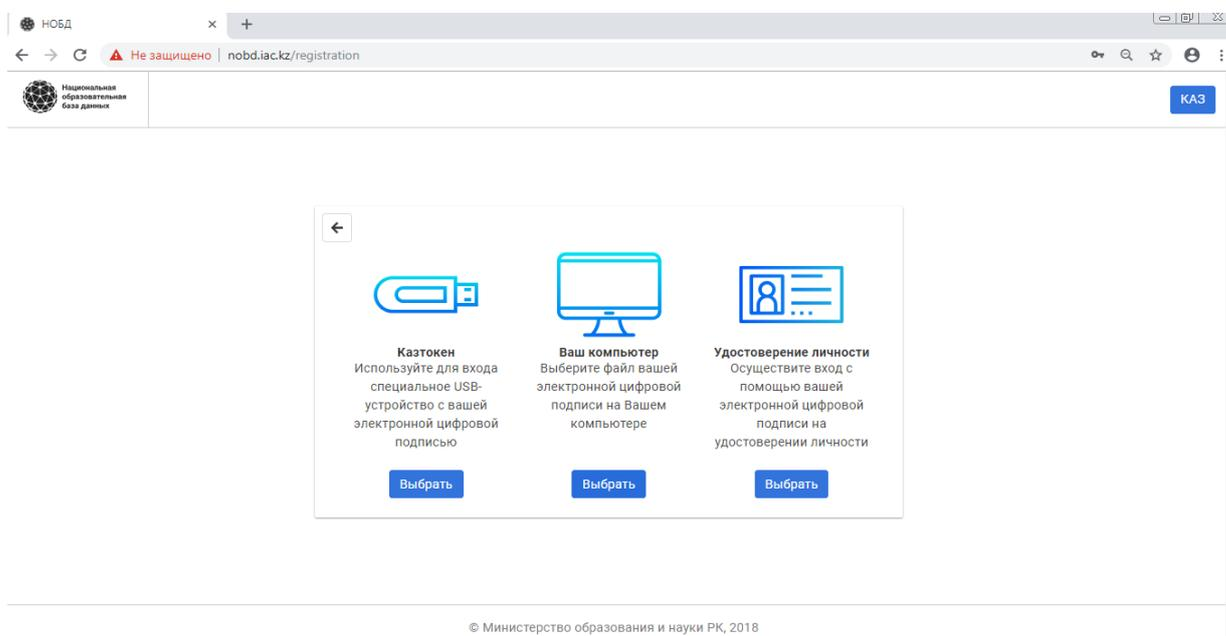 НОБД
Не защищено nobd.iac.kz/registration
Национальная
образовательная
база данных
КАЗ
Казтокен
Используйте для входа
специальное USB-
устройство с вашей
электронной цифровой
подписью
Выбрать
Ваш компьютер
Выберите файл вашей
электронной цифровой
подписи на Вашем
компьютере
Выбрать
Удостоверение личности
Осуществите вход с
помощью вашей
электронной цифровой
подписи на
удостоверении личности
Выбрать
© Министерство образования и науки РК, 2018